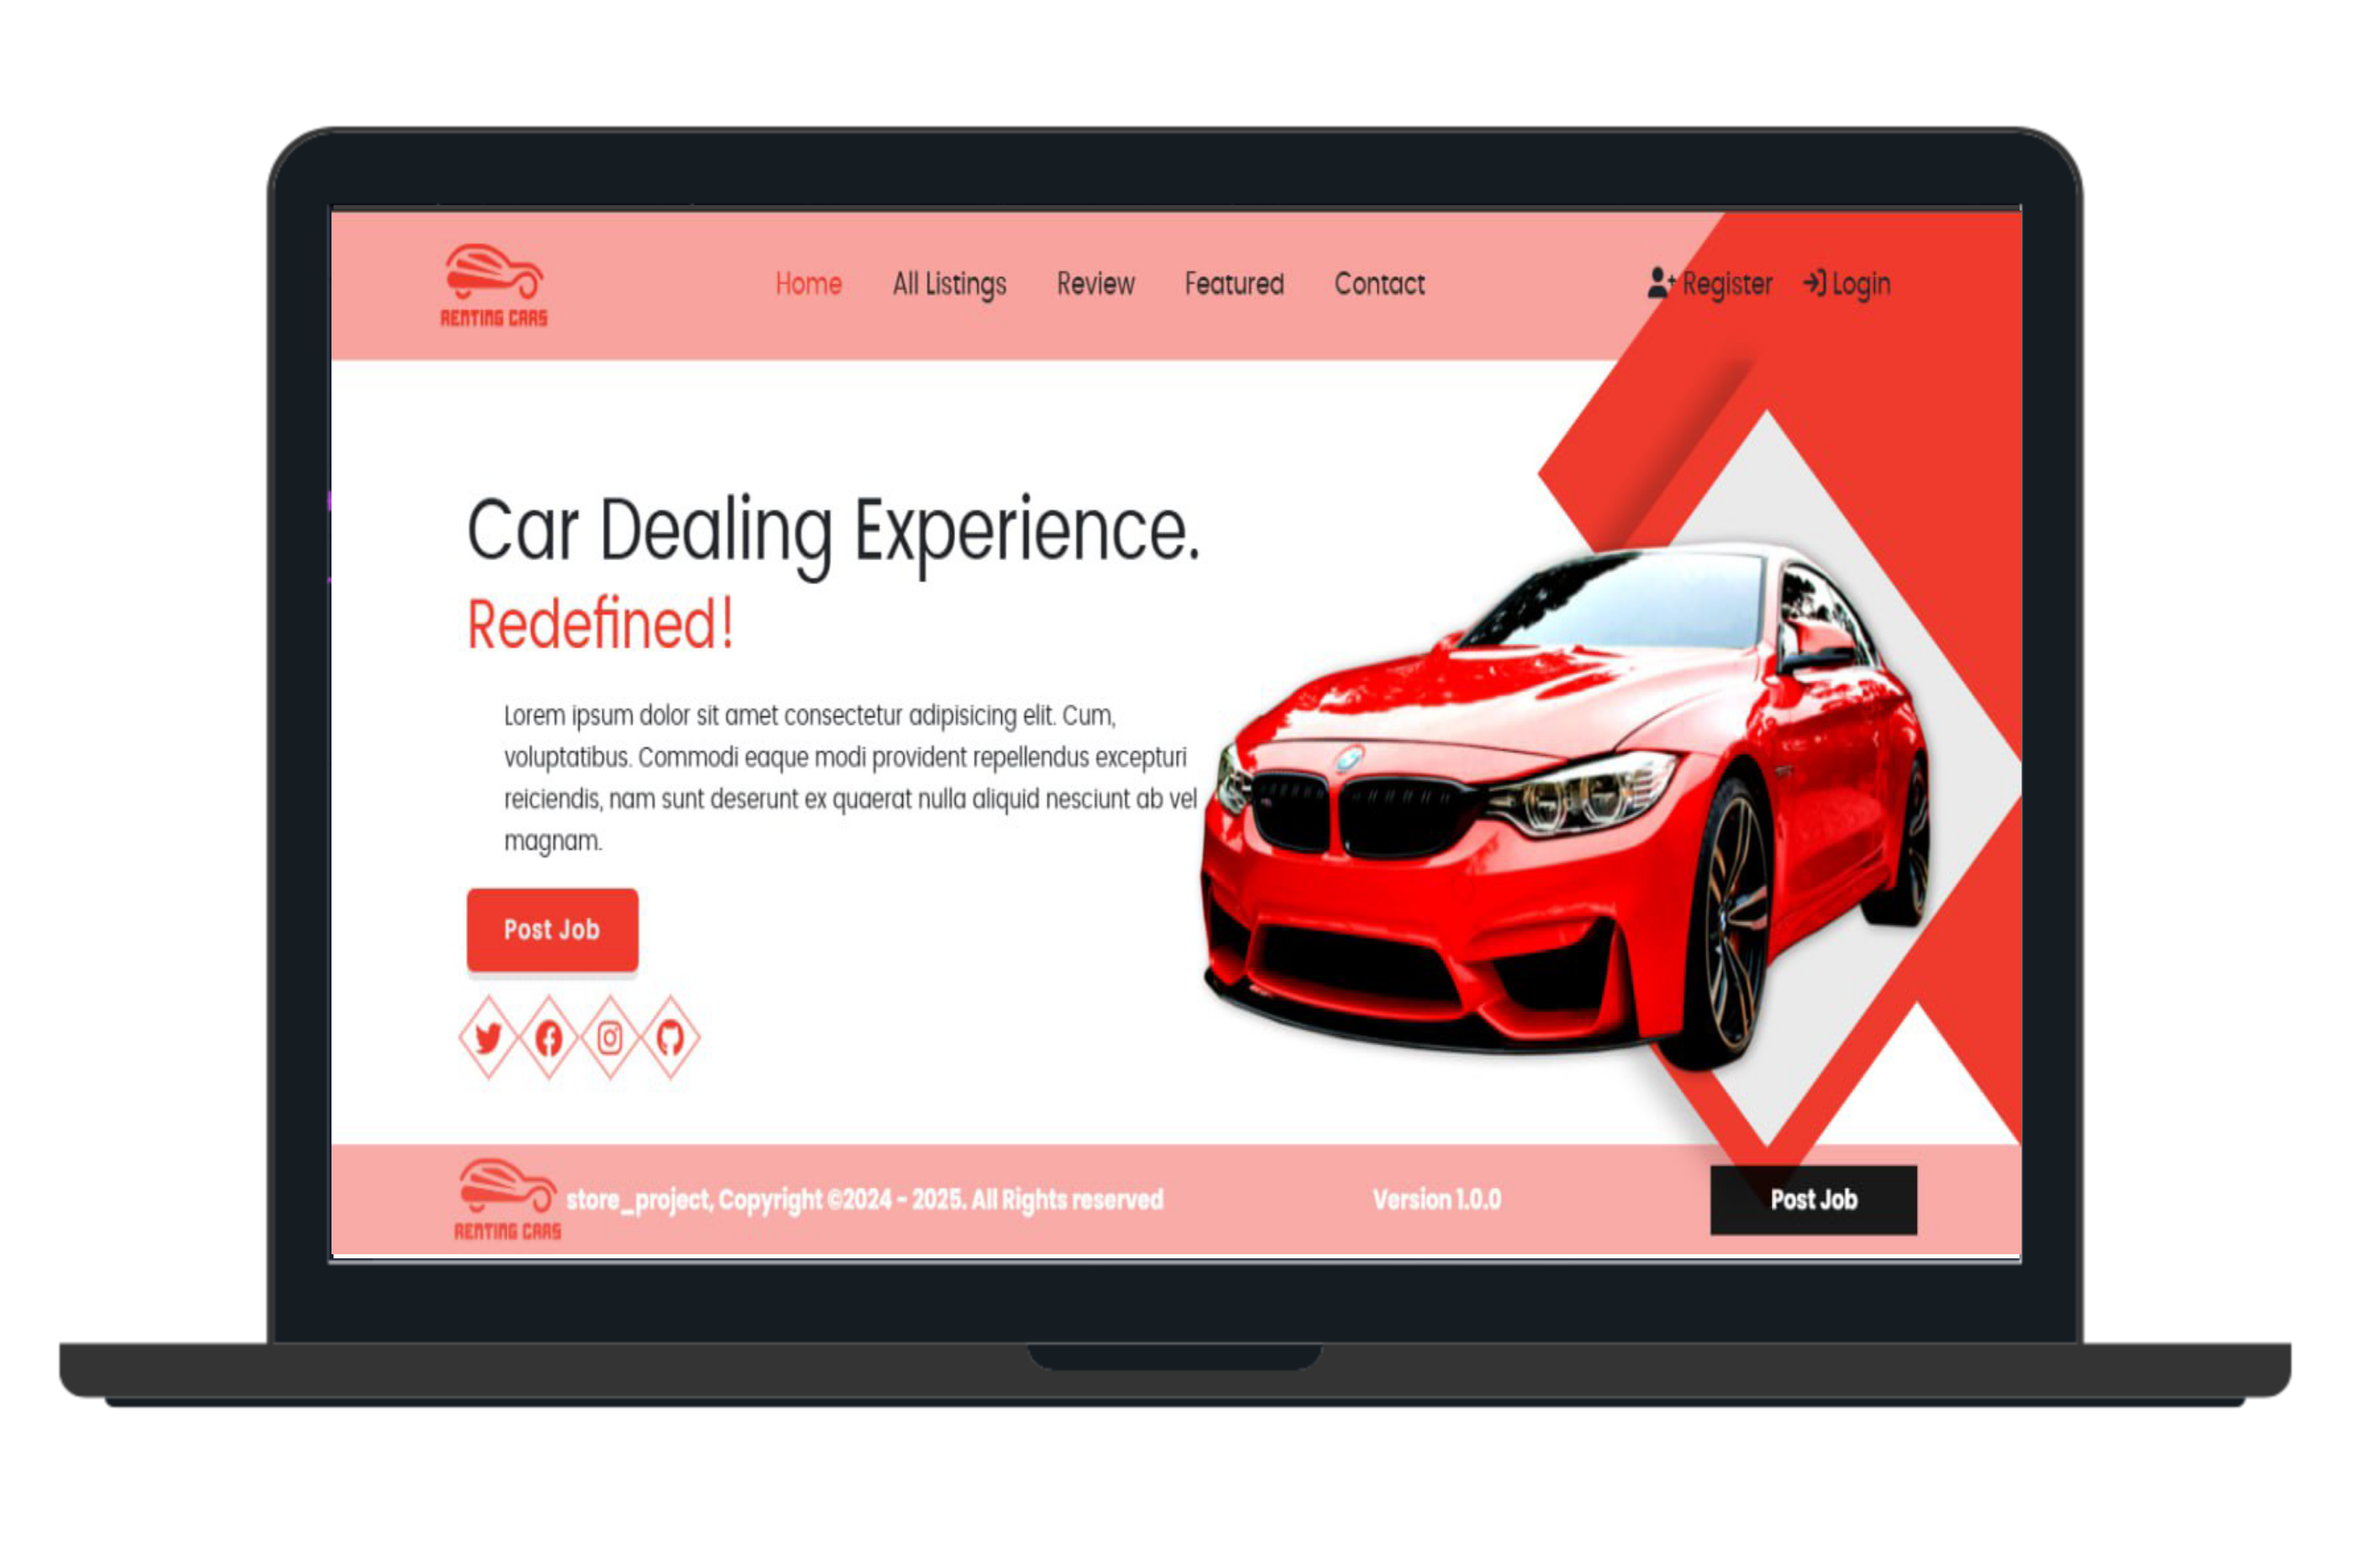 RENTING CARS
Home All Listings Review Featured Contact Register Login
Car Dealing Experience.
Redefined!
Lorem ipsum dolor sit amet consectetur adipisicing elit. Cum,
voluptatibus. Commodi eaque modi provident repellendus excepturi
reiciendis, nam sunt deserunt ex quaerat nulla aliquid nesciunt ab vel
magnam.
Post Job
RENTING CARS
store_project, Copyright ©2024 - 2025. All Rights reserved Version 1.0.0 Post Job